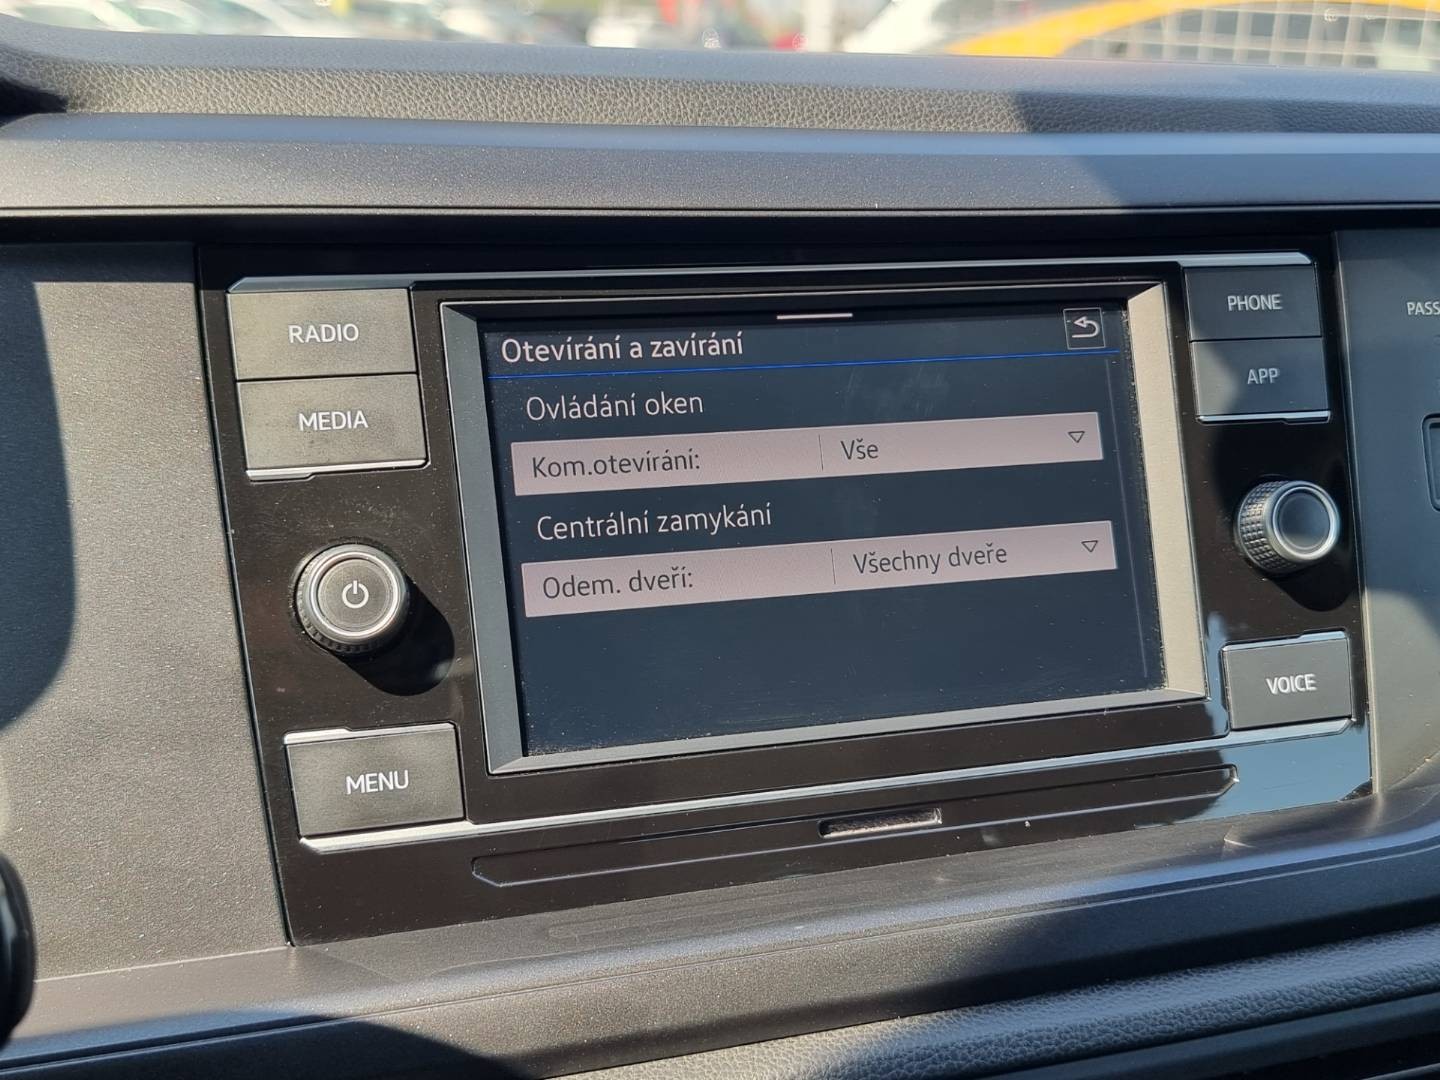 RADIO
MEDIA
MENU
Otevírání a zavírání
Ovládání oken
Kom.otevírání: Vše
Centrální zamykání
Odem. dveří: Všechny dveře
PHONE
APP
VOICE
PASS